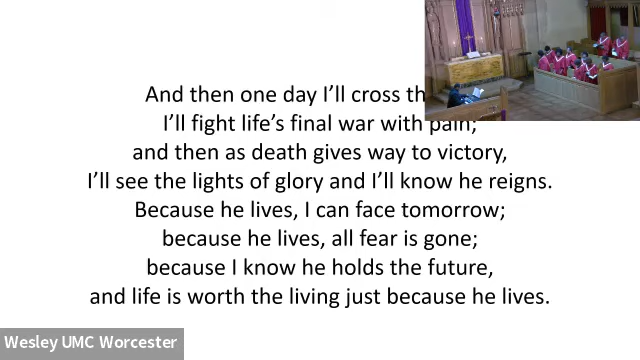 And then one day I’ll cross th
I’ll fight life’s final war with pain;
and then as death gives way to victory,
I’ll see the lights of glory and I’ll know he reigns.
Because he lives, I can face tomorrow;
because he lives, all fear is gone;
because I know he holds the future,
and life is worth the living just because he lives.
Wesley UMC Worcester